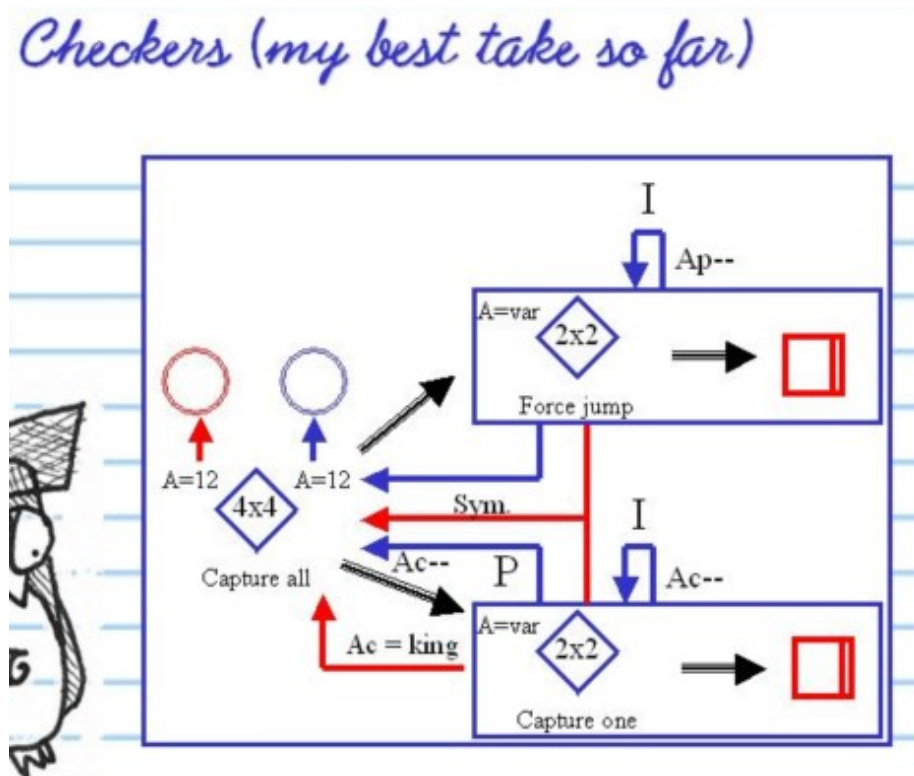 Checkers (my best take so far)
I
Ap--
A=var
2x2
Force jump
A=12
A=12
4x4
Capture all
Sym.
I
Ac--
P
Ac--
A=var
Ac = king
2x2
Capture one